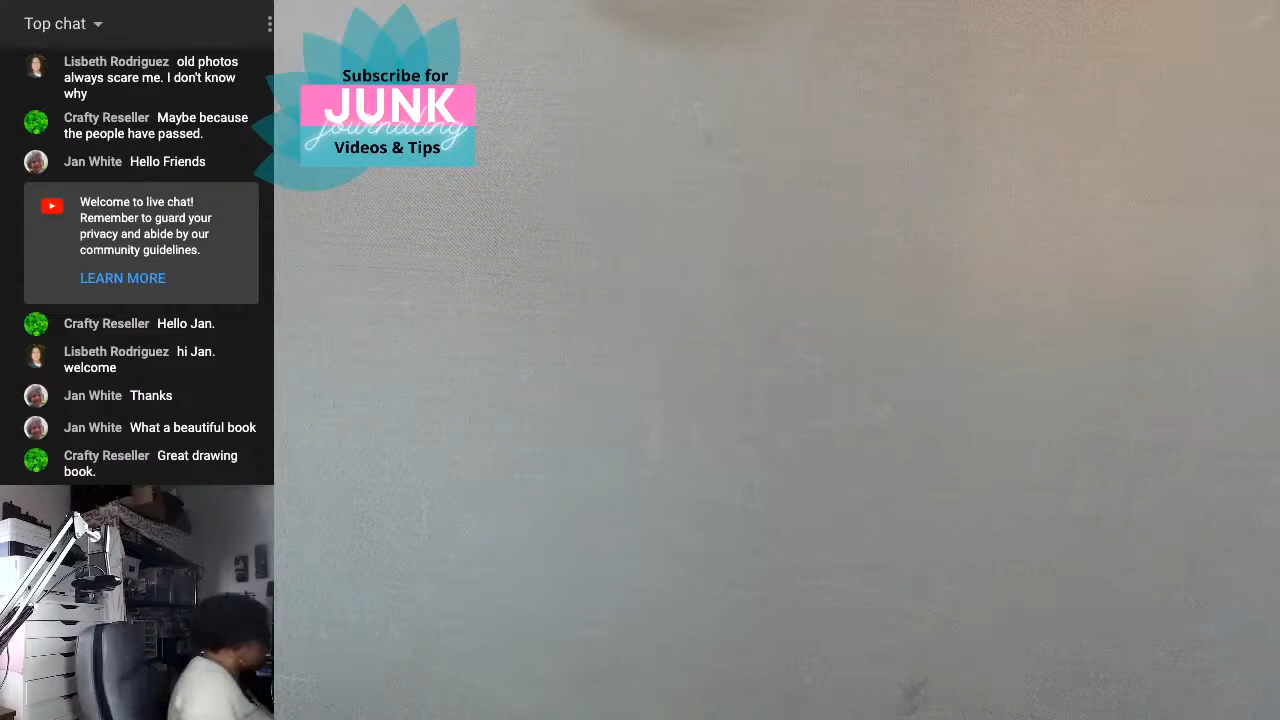 Top chat
Lisbeth Rodriguez old photos
always scare me. I don't know
why
Crafty Reseller Maybe because
the people have passed.
Jan White Hello Friends
Welcome to live chat!
Remember to guard your
privacy and abide by our
community guidelines.
LEARN MORE
Crafty Reseller Hello Jan.
Lisbeth Rodriguez hi Jan.
welcome
Jan White Thanks
Jan White What a beautiful book
Crafty Reseller Great drawing
book.
Subscribe for
JUNK
journaling
Videos & Tips